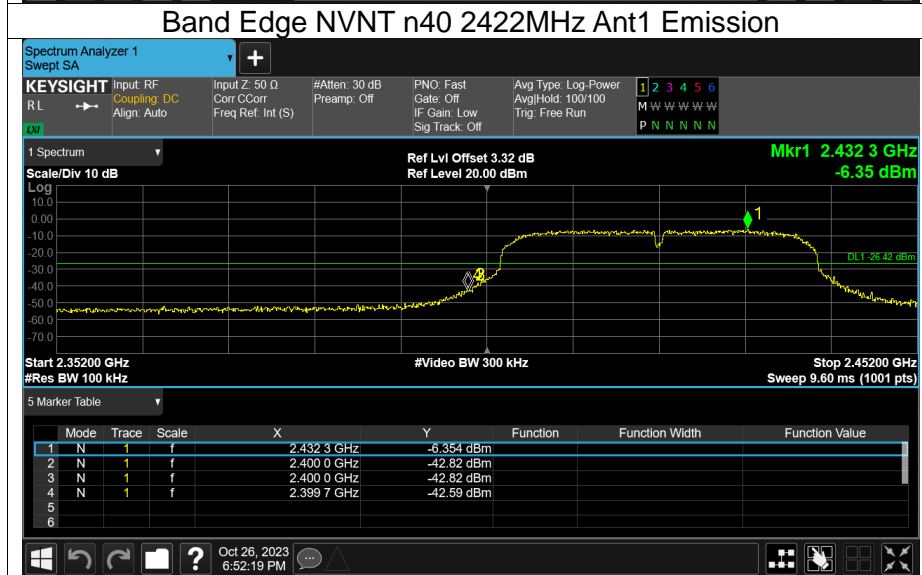 Band Edge NVNT n40 2422MHz Ant1 Emission
Spectrum Analyzer 1
Swept SA
+
KEYSIGHT
RL
LXI
Input: RF
Coupling: DC
Align: Auto
Input Z: 50 Ω
Corr CCorr
Freq Ref: Int (S)
#Atten: 30 dB
Preamp: Off
PNO: Fast
Gate: Off
IF Gain: Low
Sig Track: Off
Avg Type: Log-Power
Avg|Hold: 100/100
Trig: Free Run
1 2 3 4 5 6
M W W W W W
P N N N N N
1 Spectrum
Scale/Div 10 dB
Ref Lvl Offset 3.32 dB
Ref Level 20.00 dBm
Mkr1 2.432 3 GHz
-6.35 dBm
Log
10.0
0.00
-10.0
-20.0
-30.0
-40.0
-50.0
-60.0
-70.0
1
DL1 -26.42 dBm
Start 2.35200 GHz
#Res BW 100 kHz
#Video BW 300 kHz
Stop 2.45200 GHz
Sweep 9.60 ms (1001 pts)
5 Marker Table
Mode Trace Scale X Y Function Function Width Function Value
1 N 1 f 2.432 3 GHz -6.354 dBm
2 N 1 f 2.400 0 GHz -42.82 dBm
3 N 1 f 2.400 0 GHz -42.82 dBm
4 N 1 f 2.399 7 GHz -42.59 dBm
5
6
?
Oct 26, 2023
6:52:19 PM